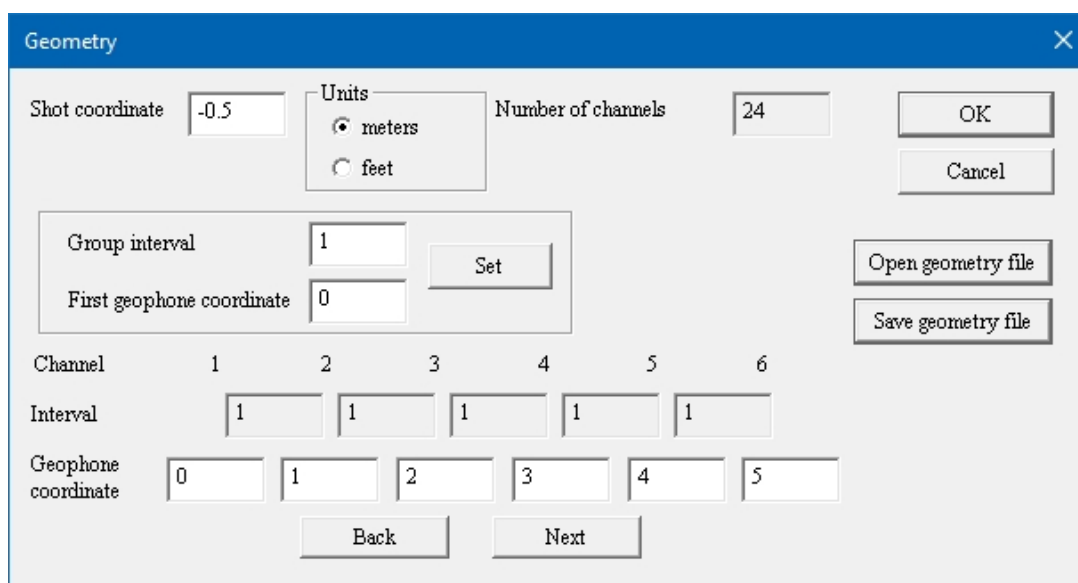 Geometry
Shot coordinate -0.5 Units Number of channels 24 OK
meters
feet Cancel
Group interval 1 Set Open geometry file
First geophone coordinate 0 Save geometry file
Channel 1 2 3 4 5 6
Interval 1 1 1 1 1
Geophone
coordinate 0 1 2 3 4 5
Back Next